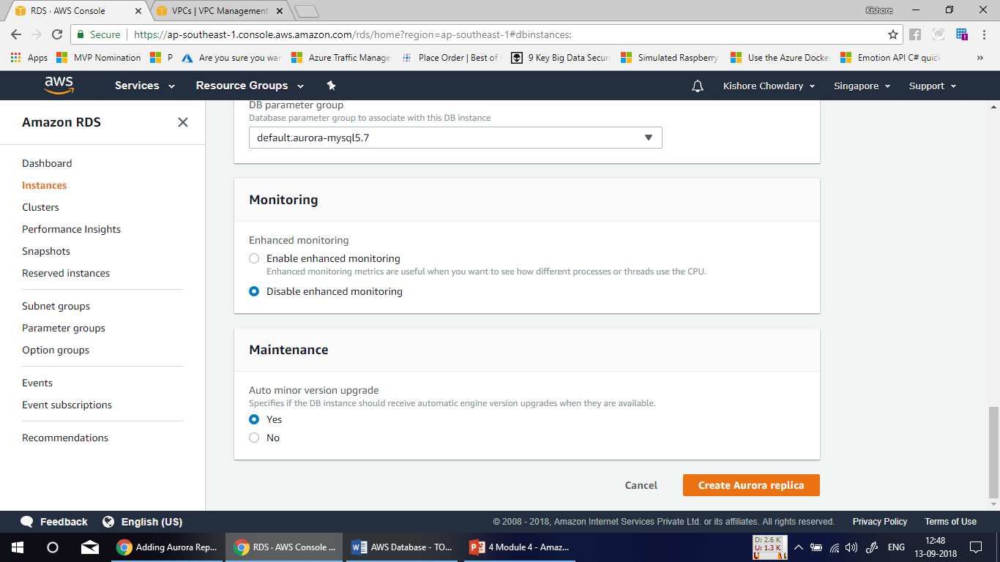 RDS · AWS Console
VPCs | VPC Management
Kishore
Secure
https://ap-southeast-1.console.aws.amazon.com/rds/home?region=ap-southeast-1#dbinstances:
Apps
MVP Nomination
P
Are you sure you wan
Azure Traffic Manage
Place Order | Best of
9 Key Big Data Securi
Simulated Raspberry
Use the Azure Docke
Emotion API C# quick
»
aws
Services
Resource Groups
Kishore Chowdary
Singapore
Support
Amazon RDS
Dashboard
Instances
Clusters
Performance Insights
Snapshots
Reserved instances
Subnet groups
Parameter groups
Option groups
Events
Event subscriptions
Recommendations
DB parameter group
Database parameter group to associate with this DB instance
default.aurora-mysql5.7
Monitoring
Enhanced monitoring
Enable enhanced monitoring
Enhanced monitoring metrics are useful when you want to see how different processes or threads use the CPU.
Disable enhanced monitoring
Maintenance
Auto minor version upgrade
Specifies if the DB instance should receive automatic engine version upgrades when they are available.
Yes
No
Cancel
Create Aurora replica
Feedback
English (US)
© 2008 - 2018, Amazon Internet Services Private Ltd. or its affiliates. All rights reserved.
Privacy Policy
Terms of Use
Adding Aurora Rep...
RDS · AWS Console ...
AWS Database - TO...
4 Module 4 - Amaz...
D: 2.6 K
U: 1.3 K
ENG
12:48
13-09-2018